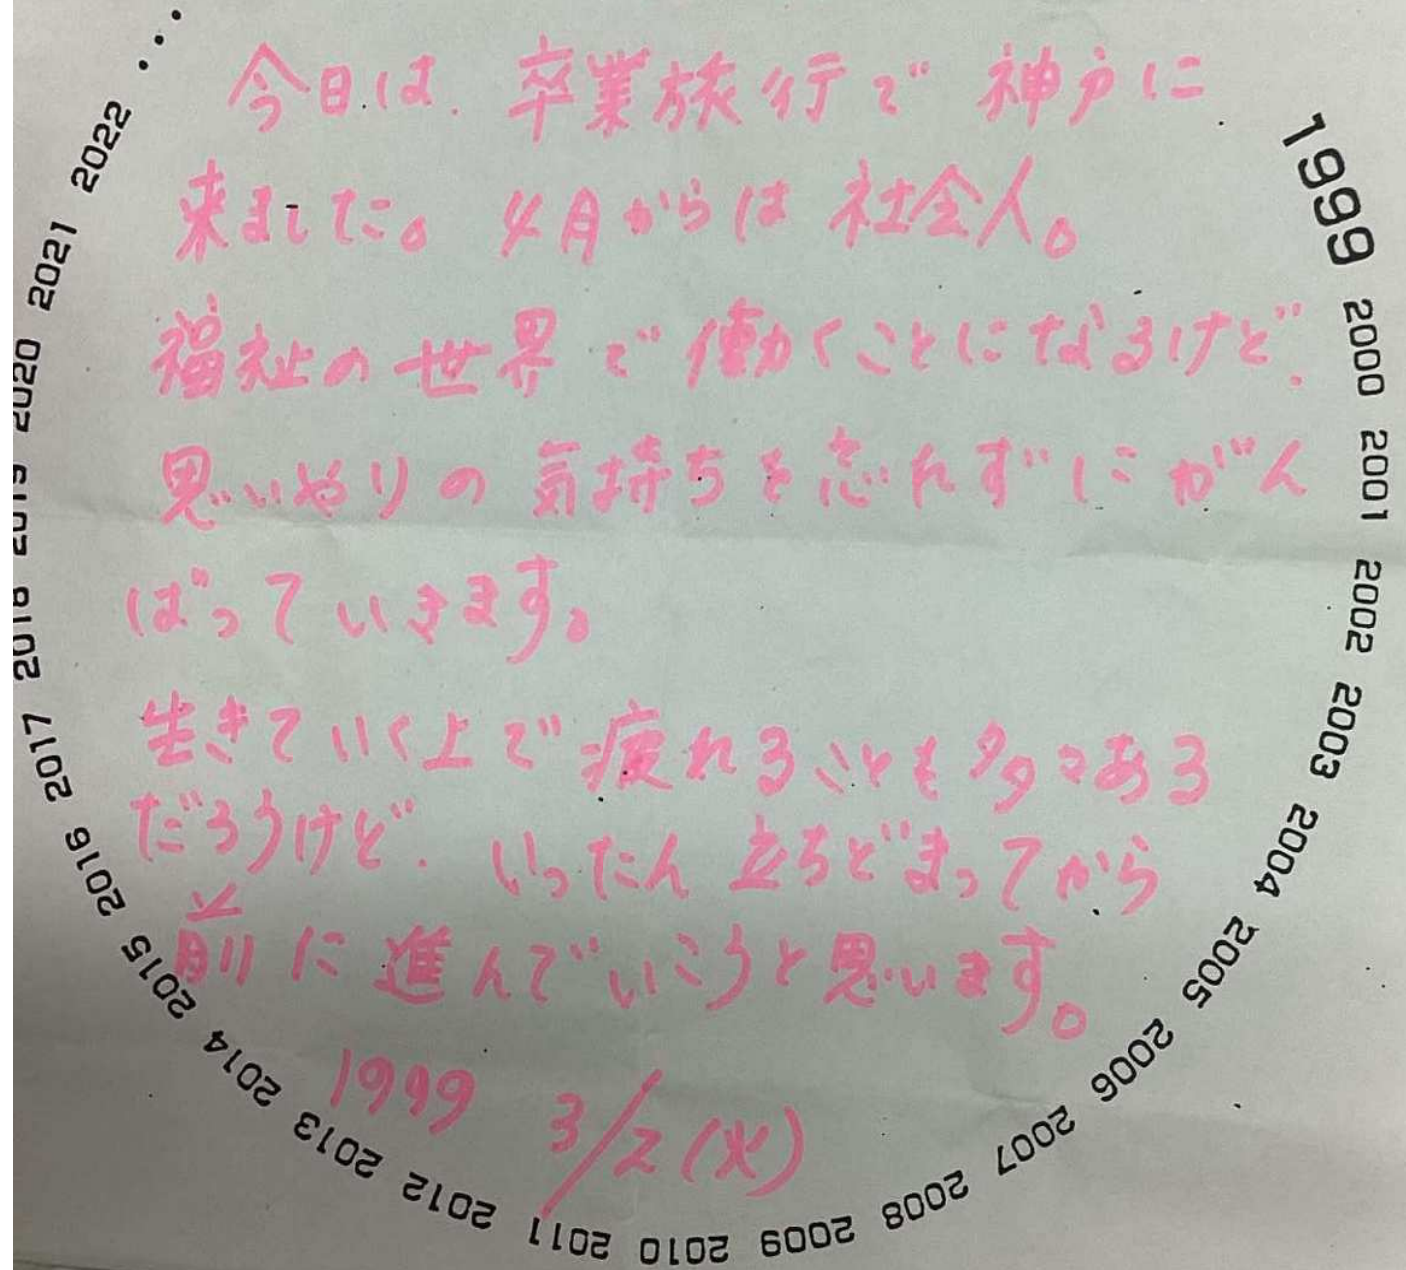 今日は、卒業旅行で神戸に
来ました。4月からは社会人。
福祉の世界で働くことになるけど、
思いやりの気持ちを忘れずにがん
ばっていきます。
生きていく上で疲れることも多々ある
だろうけど、いったん立ちどまってから
前に進んでいこうと思います。
1999 3/2(火)
1999 2000 2001 2002 2003 2004 2005 2006 2007 2008 2009 2010 2011 2012 2013 2014 2015 2016 2017 2018 2019 2020 2021 2022 ...